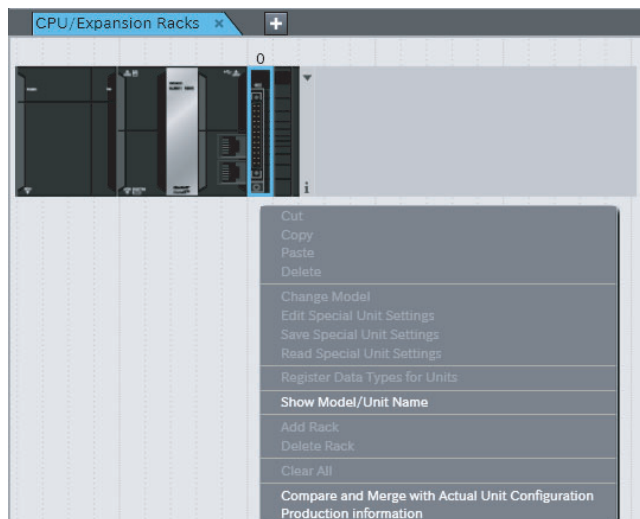 CPU/Expansion Racks
0
Cut
Copy
Paste
Delete
Change Model
Edit Special Unit Settings
Save Special Unit Settings
Read Special Unit Settings
Register Data Types for Units
Show Model/Unit Name
Add Rack
Delete Rack
Clear All
Compare and Merge with Actual Unit Configuration
Production information